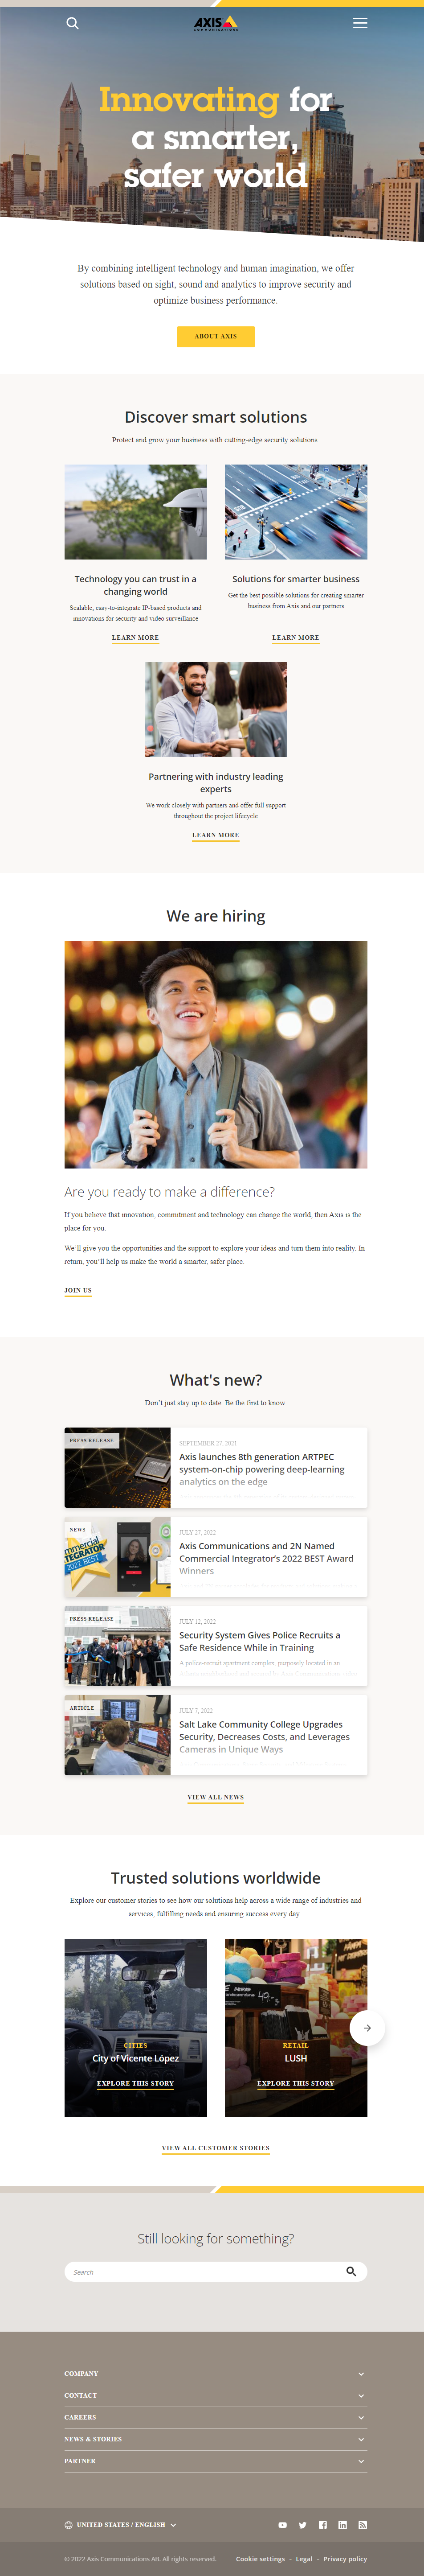 AXIS
COMMUNICATIONS
Innovating for
a smarter,
safer world
By combining intelligent technology and human imagination, we offer
solutions based on sight, sound and analytics to improve security and
optimize business performance.
ABOUT AXIS
Discover smart solutions
Protect and grow your business with cutting-edge security solutions.
Technology you can trust in a
changing world
Scalable, easy-to-integrate IP-based products and
innovations for security and video surveillance
LEARN MORE
Solutions for smarter business
Get the best possible solutions for creating smarter
business from Axis and our partners
LEARN MORE
Partnering with industry leading
experts
We work closely with partners and offer full support
throughout the project lifecycle
LEARN MORE
We are hiring
Are you ready to make a difference?
If you believe that innovation, commitment and technology can change the world, then Axis is the
place for you.
We'll give you the opportunities and the support to explore your ideas and turn them into reality. In
return, you'll help us make the world a smarter, safer place.
JOIN US
What's new?
Don't just stay up to date. Be the first to know.
PRESS RELEASE
SEPTEMBER 27, 2021
Axis launches 8th generation ARTPEC
system-on-chip powering deep-learning
analytics on the edge
NEWS
JULY 27, 2022
Axis Communications and 2N Named
Commercial Integrator's 2022 BEST Award
Winners
PRESS RELEASE
JULY 12, 2022
Security System Gives Police Recruits a
Safe Residence While in Training
A police-recruit apartment complex, purposely located in an
ARTICLE
JULY 7, 2022
Salt Lake Community College Upgrades
Security, Decreases Costs, and Leverages
Cameras in Unique Ways
VIEW ALL NEWS
Trusted solutions worldwide
Explore our customer stories to see how our solutions help across a wide range of industries and
services, fulfilling needs and ensuring success every day.
CITIES
City of Vicente López
EXPLORE THIS STORY
RETAIL
LUSH
EXPLORE THIS STORY
VIEW ALL CUSTOMER STORIES
Still looking for something?
Search
COMPANY
CONTACT
CAREERS
NEWS & STORIES
PARTNER
UNITED STATES / ENGLISH
© 2022 Axis Communications AB. All rights reserved.
Cookie settings - Legal - Privacy policy